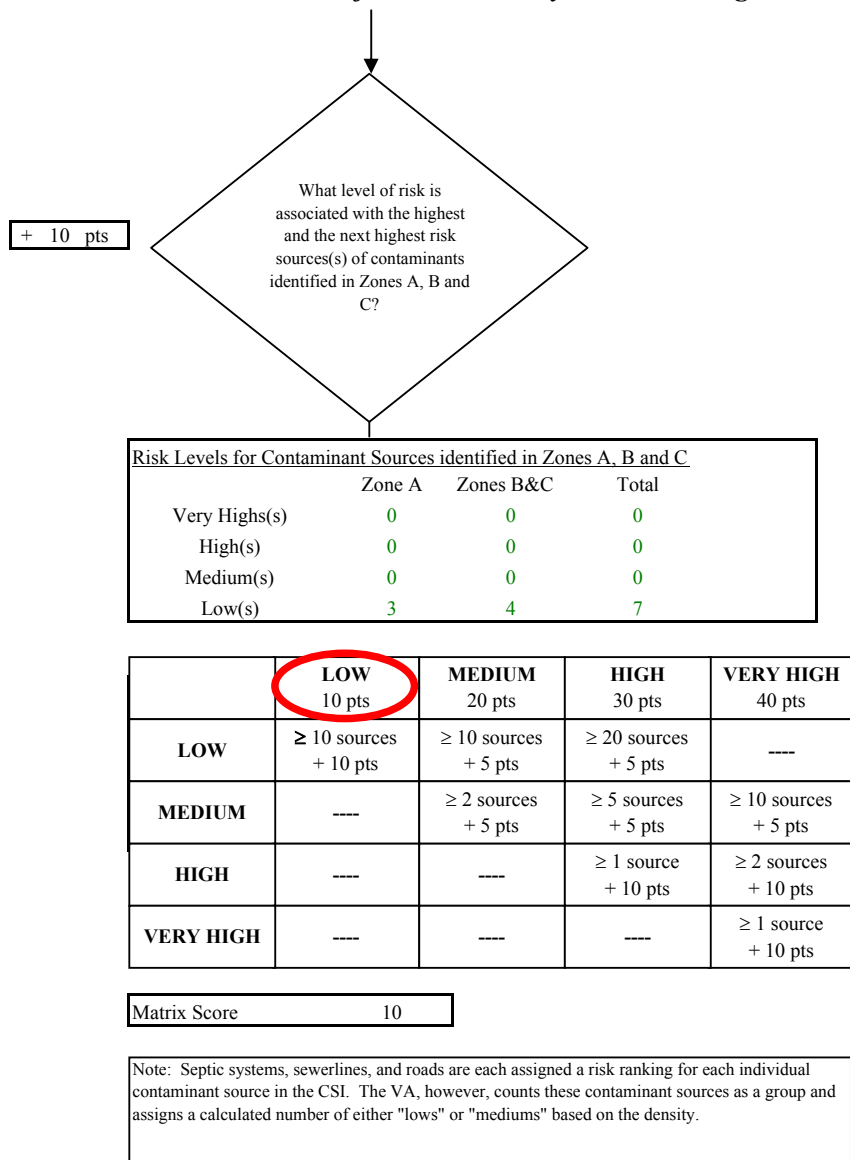 What level of risk is
associated with the highest
and the next highest risk
sources(s) of contaminants
identified in Zones A, B and
C?
+ 10 pts
Risk Levels for Contaminant Sources identified in Zones A, B and C
Zone A Zones B&C Total
Very Highs(s) 0 0 0
High(s) 0 0 0
Medium(s) 0 0 0
Low(s) 3 4 7
LOW MEDIUM HIGH VERY HIGH
10 pts 20 pts 30 pts 40 pts
LOW ≥ 10 sources ≥ 10 sources ≥ 20 sources ----
+ 10 pts + 5 pts + 5 pts
MEDIUM ---- ≥ 2 sources ≥ 5 sources ≥ 10 sources
+ 5 pts + 5 pts + 5 pts
HIGH ---- ---- ≥ 1 source ≥ 2 sources
+ 10 pts + 10 pts
VERY HIGH ---- ---- ---- ≥ 1 source
+ 10 pts
Matrix Score 10
Note: Septic systems, sewerlines, and roads are each assigned a risk ranking for each individual
contaminant source in the CSI. The VA, however, counts these contaminant sources as a group and
assigns a calculated number of either "lows" or "mediums" based on the density.